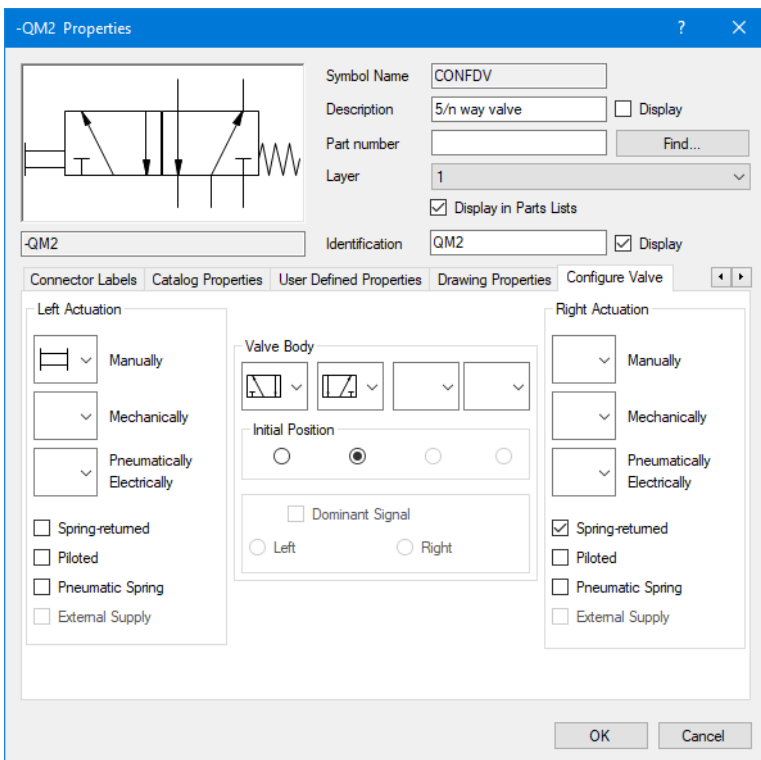 -QM2 Properties ?
Symbol Name CONFDV
Description 5/n way valve Display
Part number Find...
Layer 1
Display in Parts Lists
-QM2 Identification QM2 Display
Connector Labels Catalog Properties User Defined Properties Drawing Properties Configure Valve
Left Actuation
Manually
Mechanically
Pneumatically
Electrically
Spring-returned
Piloted
Pneumatic Spring
External Supply
Valve Body
Initial Position
Dominant Signal
Left Right
Right Actuation
Manually
Mechanically
Pneumatically
Electrically
Spring-returned
Piloted
Pneumatic Spring
External Supply
OK Cancel